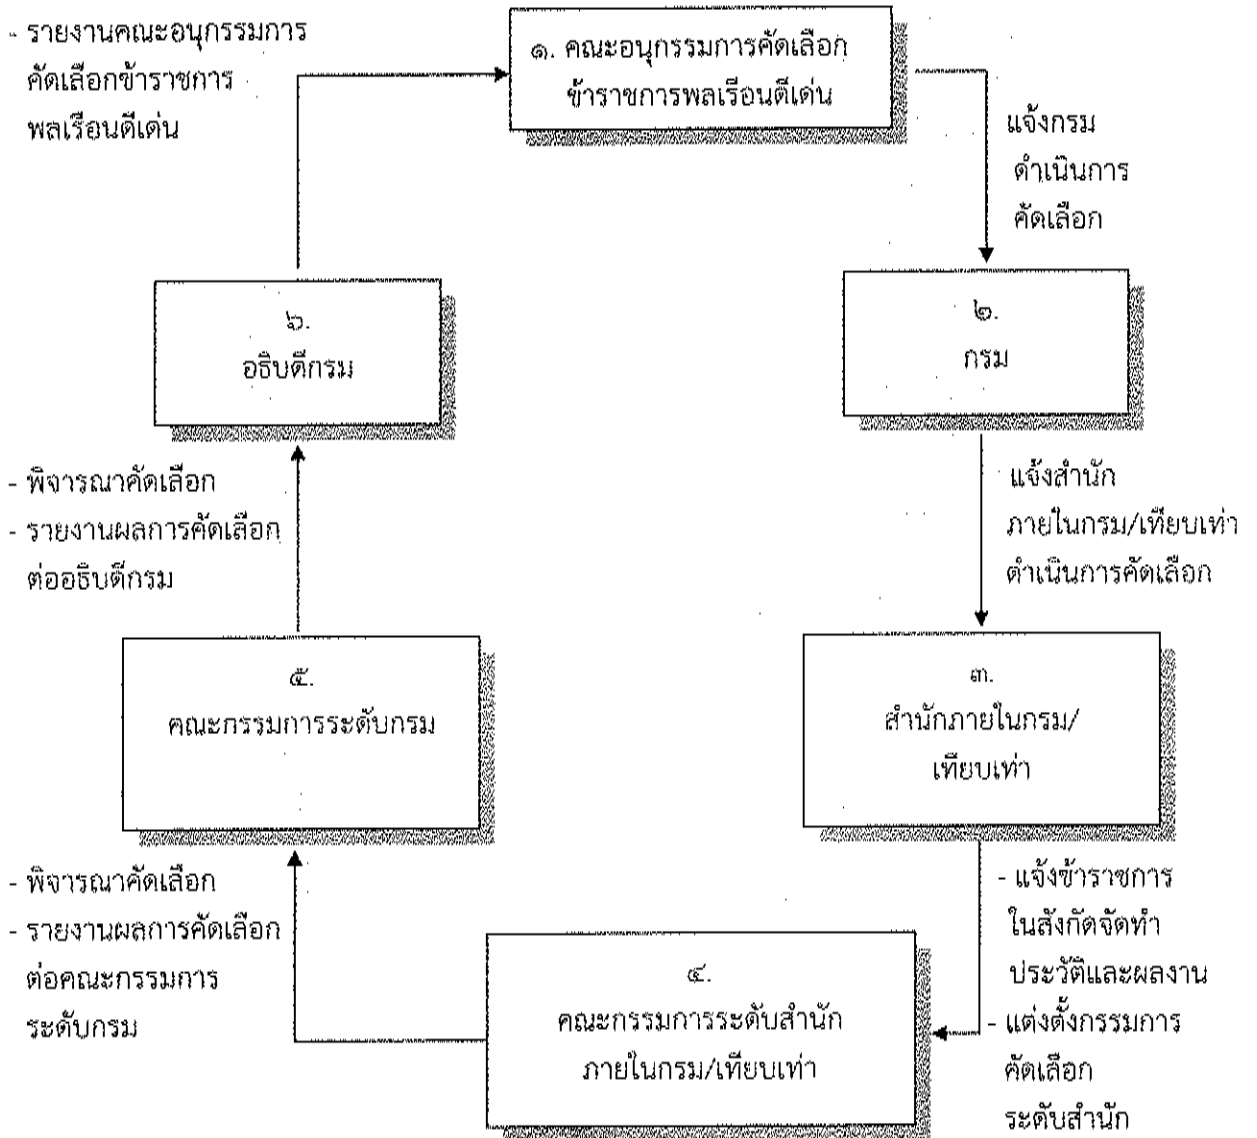 - รายงานคณะอนุกรรมการ
คัดเลือกข้าราชการ
พลเรือนดีเด่น
๑. คณะอนุกรรมการคัดเลือก
ข้าราชการพลเรือนดีเด่น
แจ้งกรม
ดำเนินการ
คัดเลือก
๒.
กรม
แจ้งสำนัก
ภายในกรม/เทียบเท่า
ดำเนินการคัดเลือก
๓.
สำนักภายในกรม/
เทียบเท่า
- แจ้งข้าราชการ
ในสังกัดจัดทำ
ประวัติและผลงาน
- แต่งตั้งกรรมการ
คัดเลือก
ระดับสำนัก
๔.
คณะกรรมการระดับสำนัก
ภายในกรม/เทียบเท่า
- พิจารณาคัดเลือก
- รายงานผลการคัดเลือก
ต่อคณะกรรมการ
ระดับกรม
๕.
คณะกรรมการระดับกรม
- พิจารณาคัดเลือก
- รายงานผลการคัดเลือก
ต่ออธิบดีกรม
๖.
อธิบดีกรม